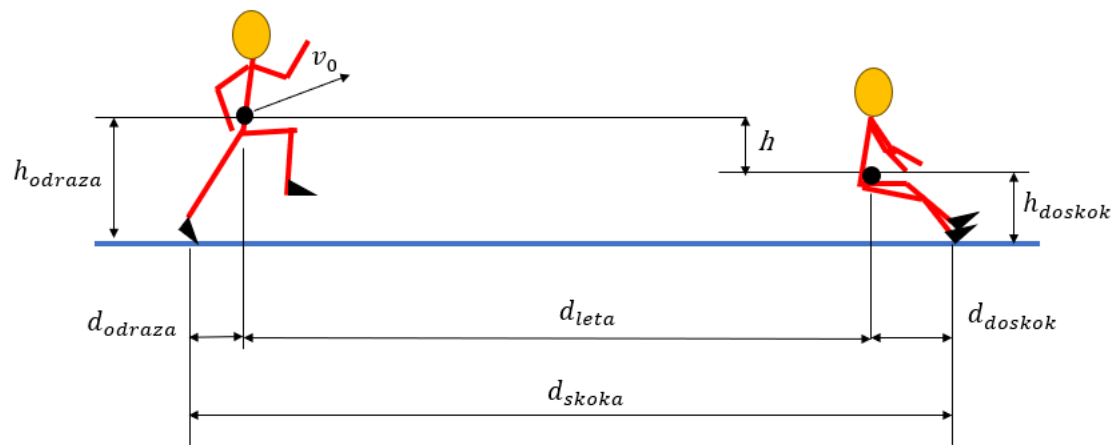 v₀
h
h_odraza
h_doskok
d_odraza
d_leta
d_doskok
d_skoka